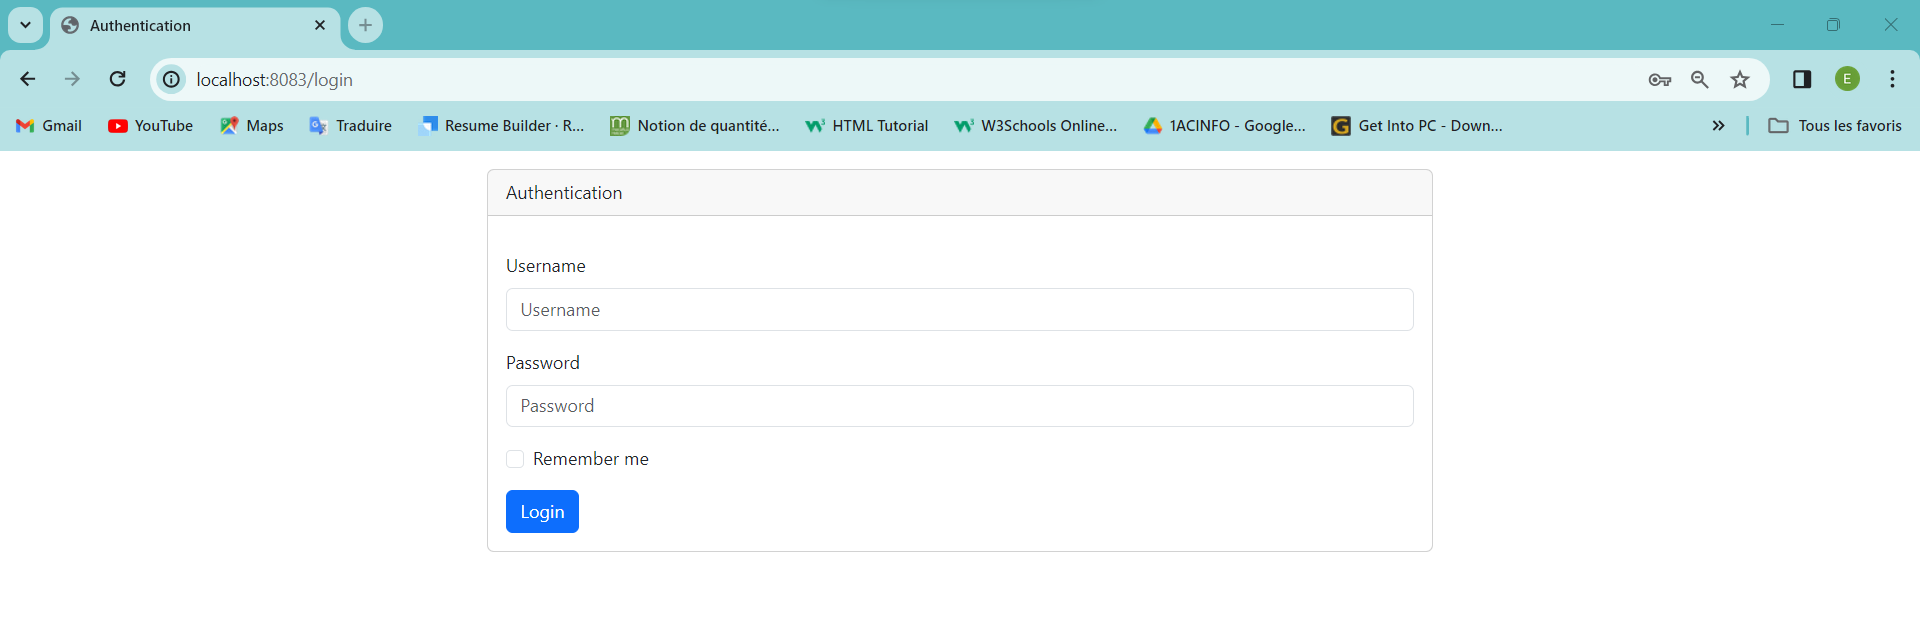 Authentication
localhost:8083/login
E
Gmail YouTube Maps Traduire Resume Builder · R... Notion de quantité... HTML Tutorial W3Schools Online... 1ACINFO - Google... Get Into PC - Down... Tous les favoris
Authentication
Username
Username
Password
Password
Remember me
Login